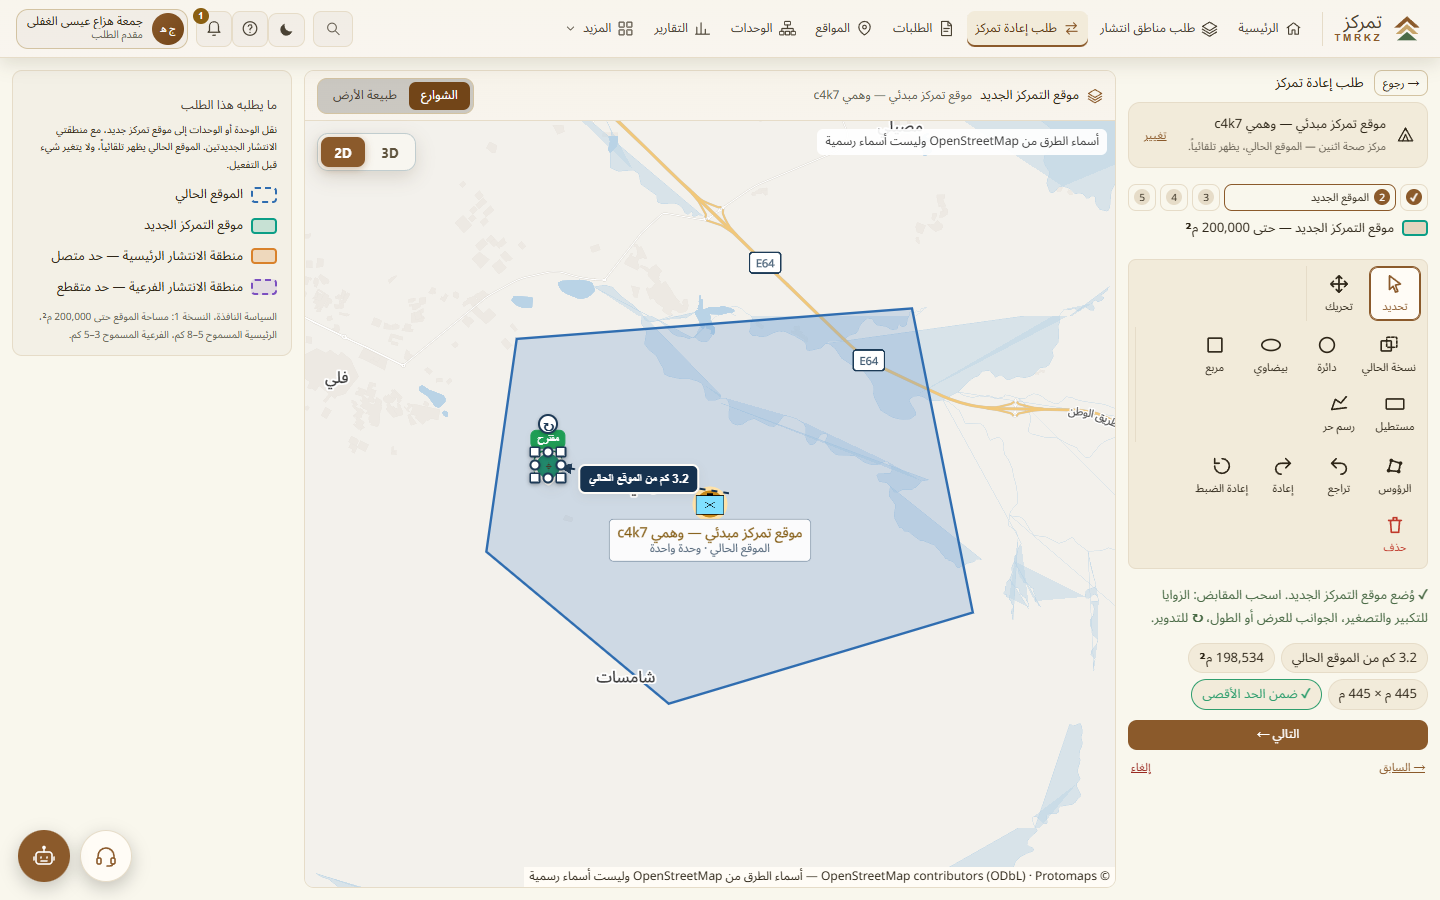 تمركز
TMRKZ
الرئيسية
طلب مناطق انتشار
طلب إعادة تمركز
الطلبات
المواقع
الوحدات
التقارير
المزيد
1
جمعة هزاع عيسى الغفلي
مقدم الطلب
ج ه
→ رجوع
طلب إعادة تمركز
موقع تمركز مبدئي — وهمي c4k7
مركز صحة اثنين — الموقع الحالي، يظهر تلقائياً.
تغيير
✓
2 الموقع الجديد
3
4
5
موقع التمركز الجديد — حتى 200,000 م²
تحديد
تحريك
نسخة الحالي
دائرة
بيضاوي
مربع
مستطيل
رسم حر
الرؤوس
تراجع
إعادة
إعادة الضبط
حذف
✓ وُضع موقع التمركز الجديد. اسحب المقابض: الزوايا
للتكبير والتصغير، الجوانب للعرض أو الطول، ↻ للتدوير.
3.2 كم من الموقع الحالي
198,534 م²
445 م × 445 م
✓ ضمن الحد الأقصى
التالي ←
→ السابق
إلغاء
موقع التمركز الجديد
موقع تمركز مبدئي — وهمي c4k7
الشوارع
طبيعة الأرض
أسماء الطرق من OpenStreetMap وليست أسماء رسمية
2D
3D
E64
E64
فلي
طريق الوطن
مقترح
3.2 كم من الموقع الحالي
موقع تمركز مبدئي — وهمي c4k7
الموقع الحالي · وحدة واحدة
شامسات
© OpenStreetMap contributors (ODbL) · Protomaps — أسماء الطرق من OpenStreetMap وليست أسماء رسمية
ما يطلبه هذا الطلب
نقل الوحدة أو الوحدات إلى موقع تمركز جديد، مع منطقتي
الانتشار الجديدتين. الموقع الحالي يظهر تلقائياً، ولا يتغير شيء
قبل التفعيل.
الموقع الحالي
موقع التمركز الجديد
منطقة الانتشار الرئيسية — حد متصل
منطقة الانتشار الفرعية — حد متقطع
السياسة النافذة، النسخة 1: مساحة الموقع حتى 200,000 م²،
الرئيسية المسموح 5–8 كم، الفرعية المسموح 3–5 كم.